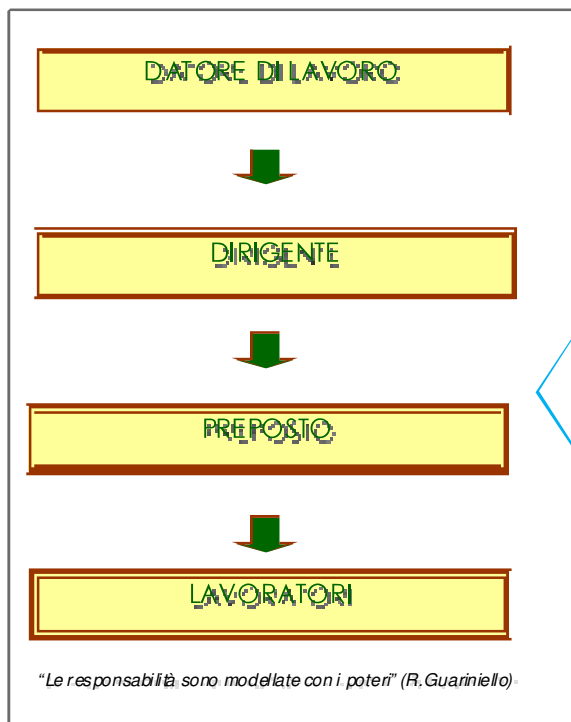 DATORE DI LAVORO
DIRIGENTE
PREPOSTO
LAVORATORI
“Le responsabilità sono modellate con i poteri” (R. Guariniello)